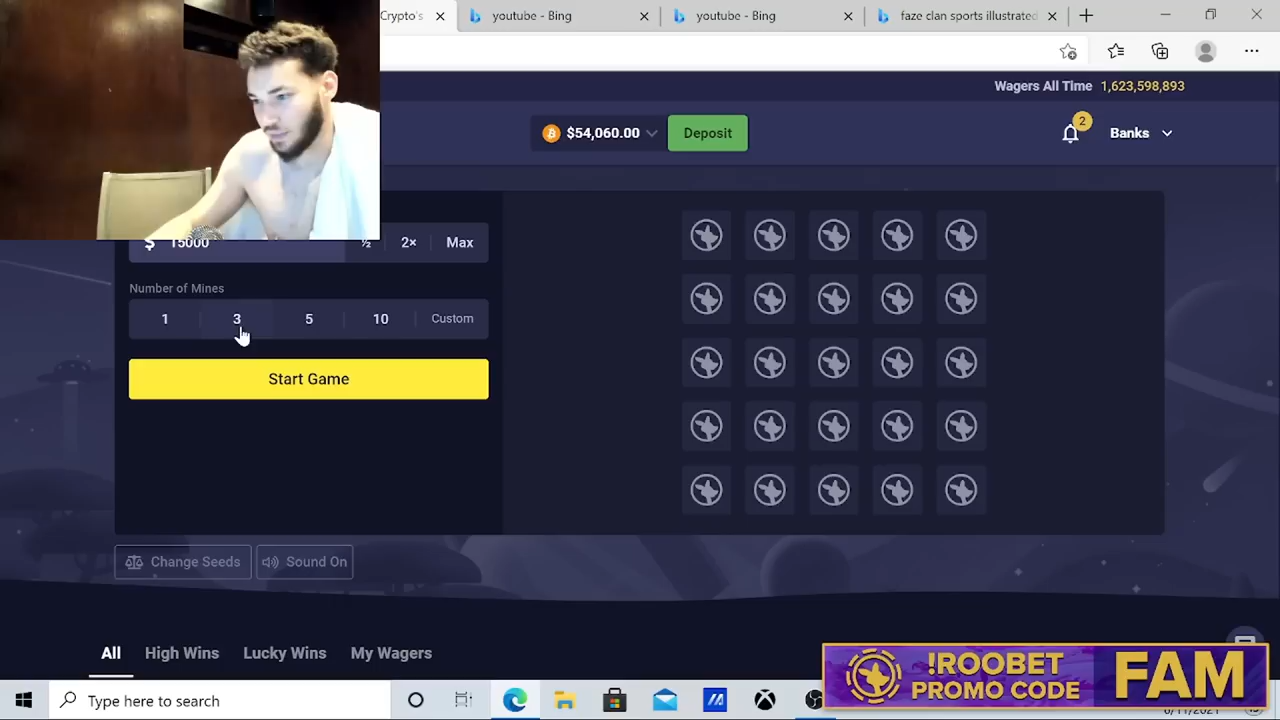 Crypto's
youtube - Bing
youtube - Bing
faze clan sports illustrated
Wagers All Time 1,623,598,893
$54,060.00
Deposit
2
Banks
$ 15000 ½ 2× Max
Number of Mines
1 3 5 10 Custom
Start Game
Change Seeds
Sound On
All High Wins Lucky Wins My Wagers
!ROOBET
PROMO CODE
FAM
Type here to search